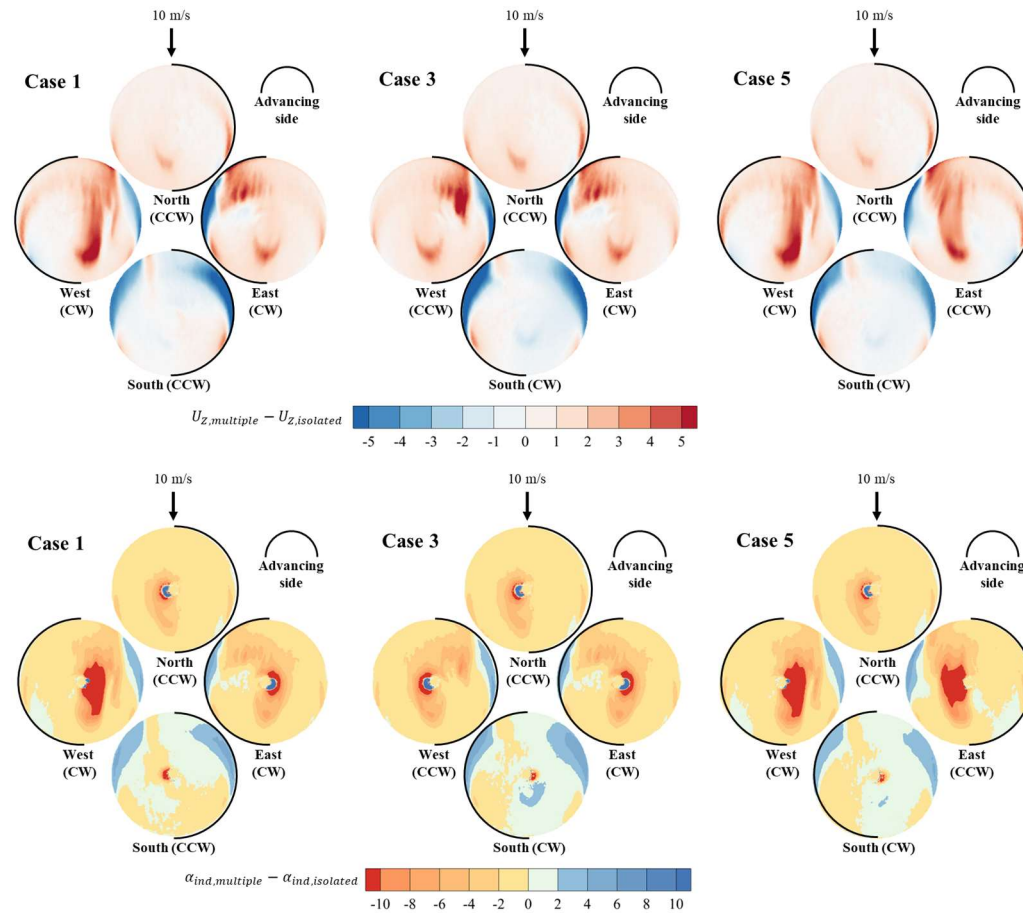 10 m/s
10 m/s
10 m/s
Case 1
Advancing
side
Case 3
Advancing
side
Case 5
Advancing
side
North
(CCW)
North
(CCW)
North
(CCW)
West
(CW)
East
(CW)
West
(CCW)
East
(CW)
West
(CW)
East
(CCW)
South (CCW)
South (CW)
South (CW)
U_{Z,multiple} − U_{Z,isolated}
-5 -4 -3 -2 -1 0 1 2 3 4 5
10 m/s
10 m/s
10 m/s
Case 1
Advancing
side
Case 3
Advancing
side
Case 5
Advancing
side
North
(CCW)
North
(CCW)
North
(CCW)
West
(CW)
East
(CW)
West
(CCW)
East
(CW)
West
(CW)
East
(CCW)
South (CCW)
South (CW)
South (CW)
α_{ind,multiple} − α_{ind,isolated}
-10 -8 -6 -4 -2 0 2 4 6 8 10